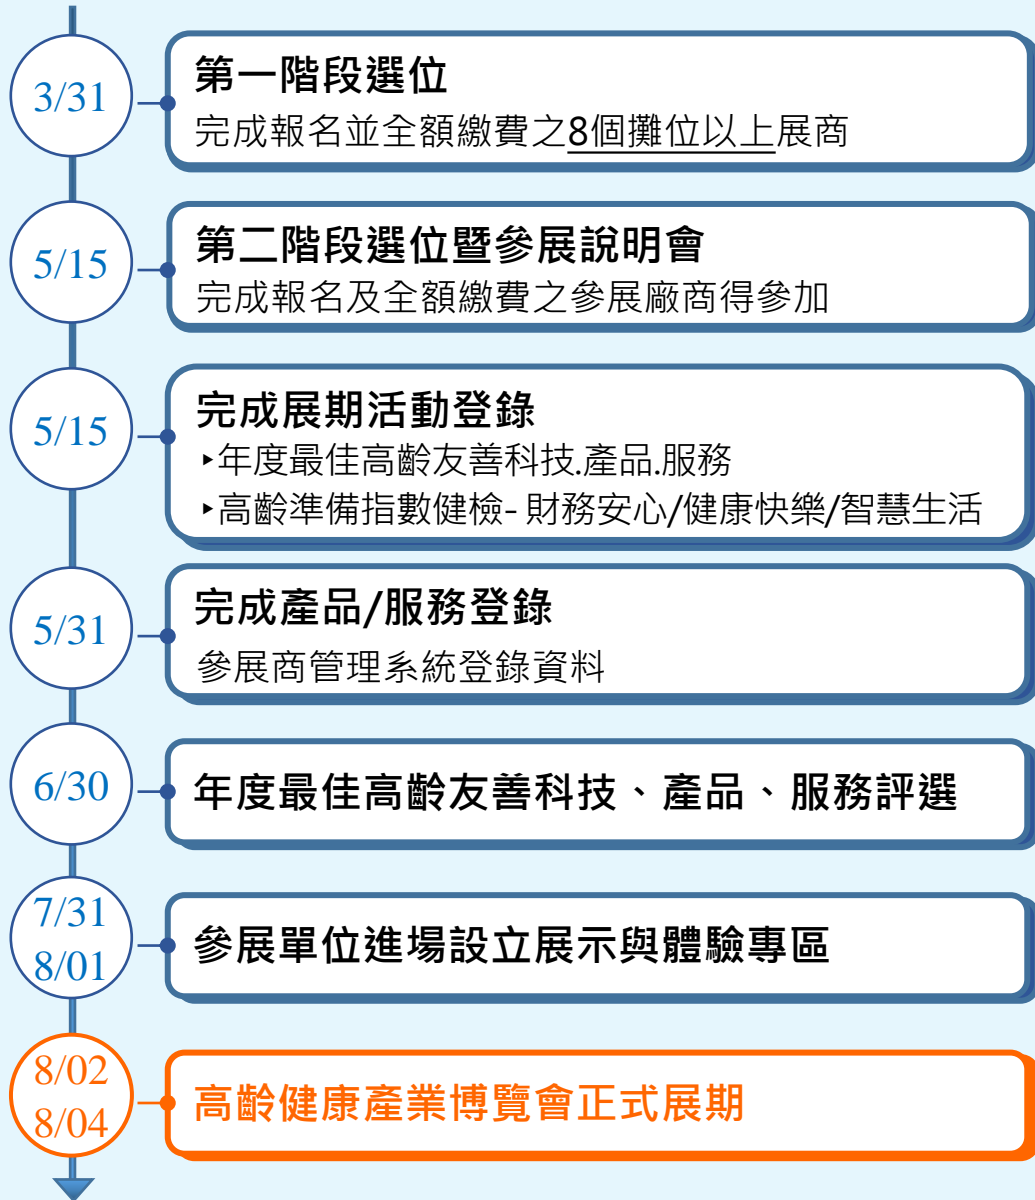 3/31
第一階段選位
完成報名並全額繳費之8個攤位以上展商
5/15
第二階段選位暨參展說明會
完成報名及全額繳費之參展廠商得參加
5/15
完成展期活動登錄
‣年度最佳高齡友善科技.產品.服務
‣高齡準備指數健檢- 財務安心/健康快樂/智慧生活
5/31
完成產品/服務登錄
參展商管理系統登錄資料
6/30
年度最佳高齡友善科技、產品、服務評選
7/31
8/01
參展單位進場設立展示與體驗專區
8/02
8/04
高齡健康產業博覽會正式展期